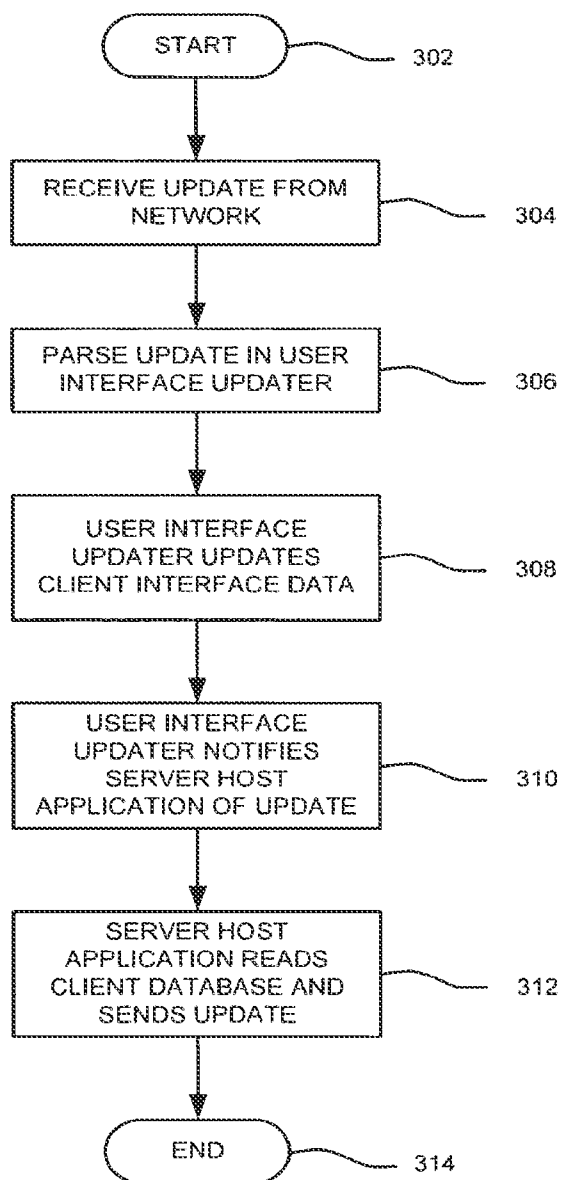 START
302
RECEIVE UPDATE FROM
NETWORK
304
PARSE UPDATE IN USER
INTERFACE UPDATER
306
USER INTERFACE
UPDATER UPDATES
CLIENT INTERFACE DATA
308
USER INTERFACE
UPDATER NOTIFIES
SERVER HOST
APPLICATION OF UPDATE
310
SERVER HOST
APPLICATION READS
CLIENT DATABASE AND
SENDS UPDATE
312
END
314